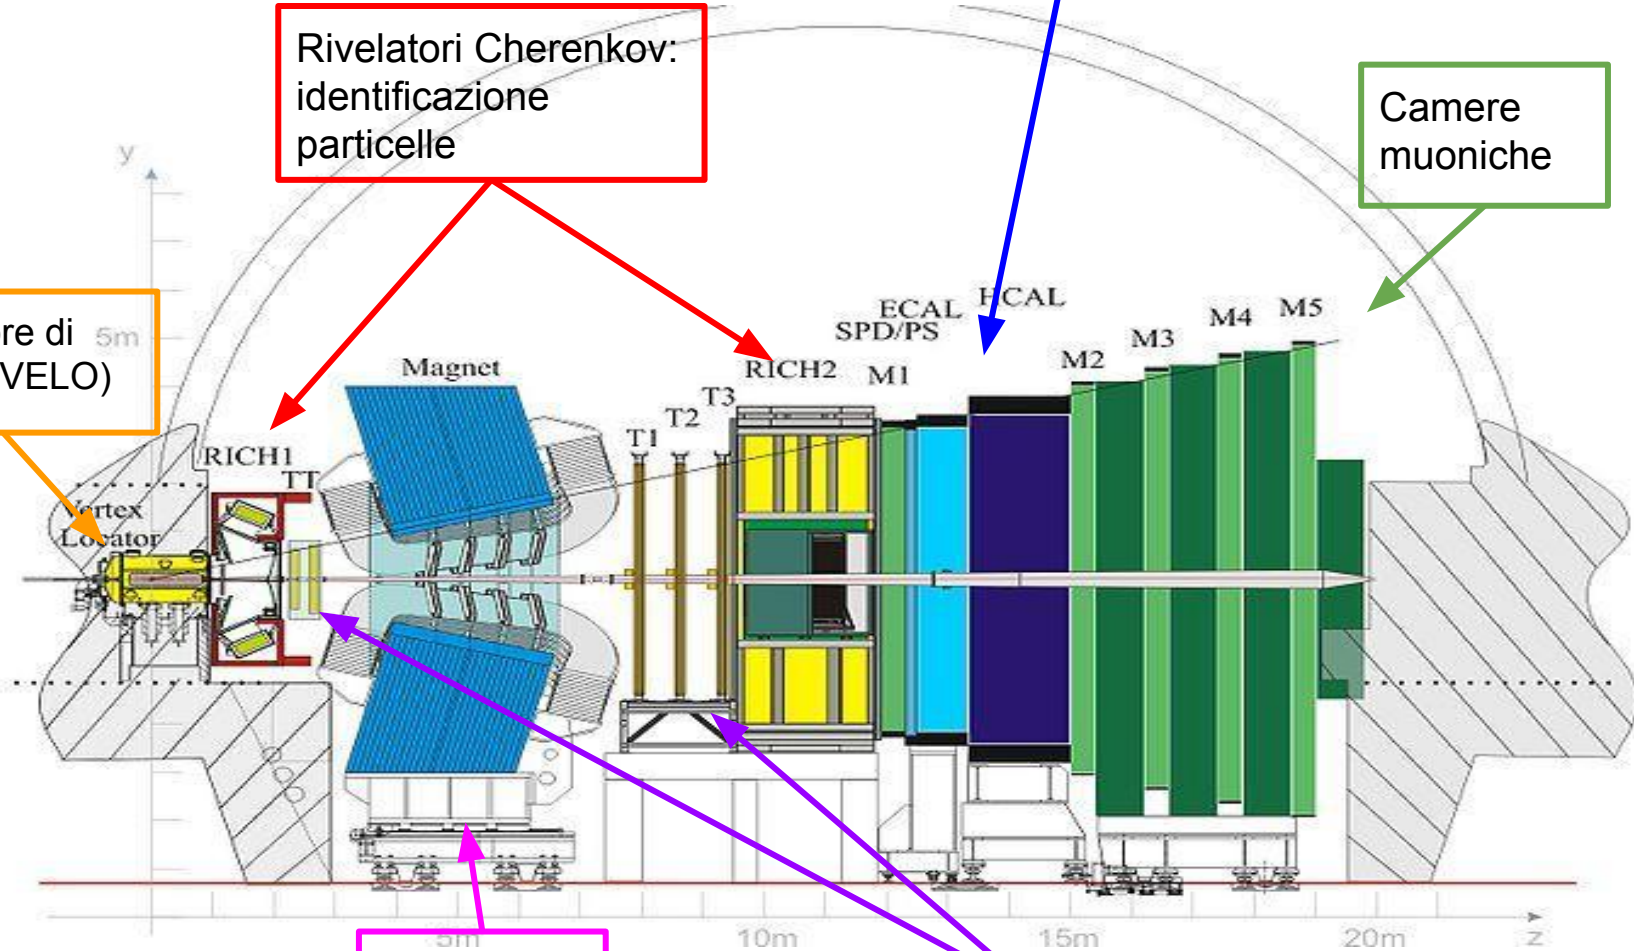 Rivelatori Cherenkov:
identificazione
particelle
Camere
muoniche
y
5m
re di
VELO)
Magnet
ECAL
HCAL
SPD/PS
RICH2
M1
M2
M3
M4
M5
T1
T2
T3
RICH1
TT
Vertex
Locator
5m
10m
15m
20m
z